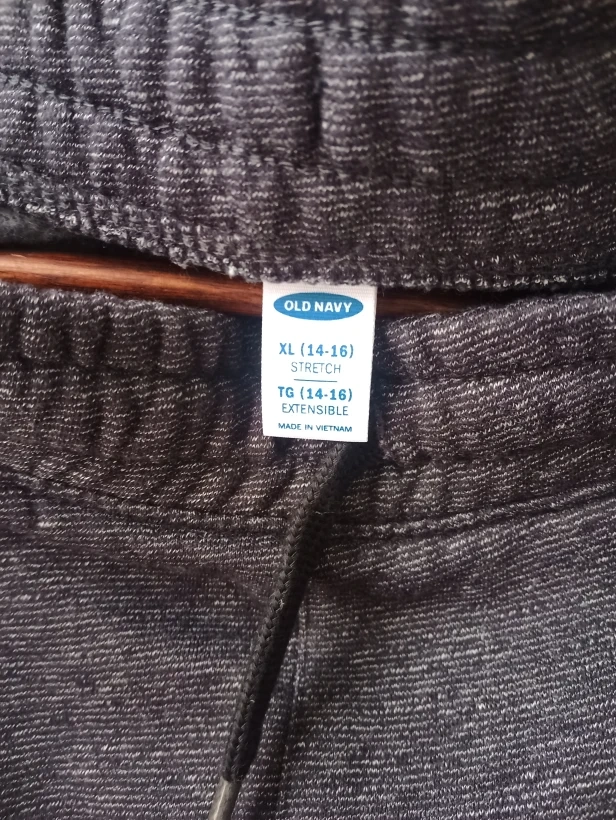 OLD NAVY
XL (14-16)
STRETCH
TG (14-16)
EXTENSIBLE
MADE IN VIETNAM